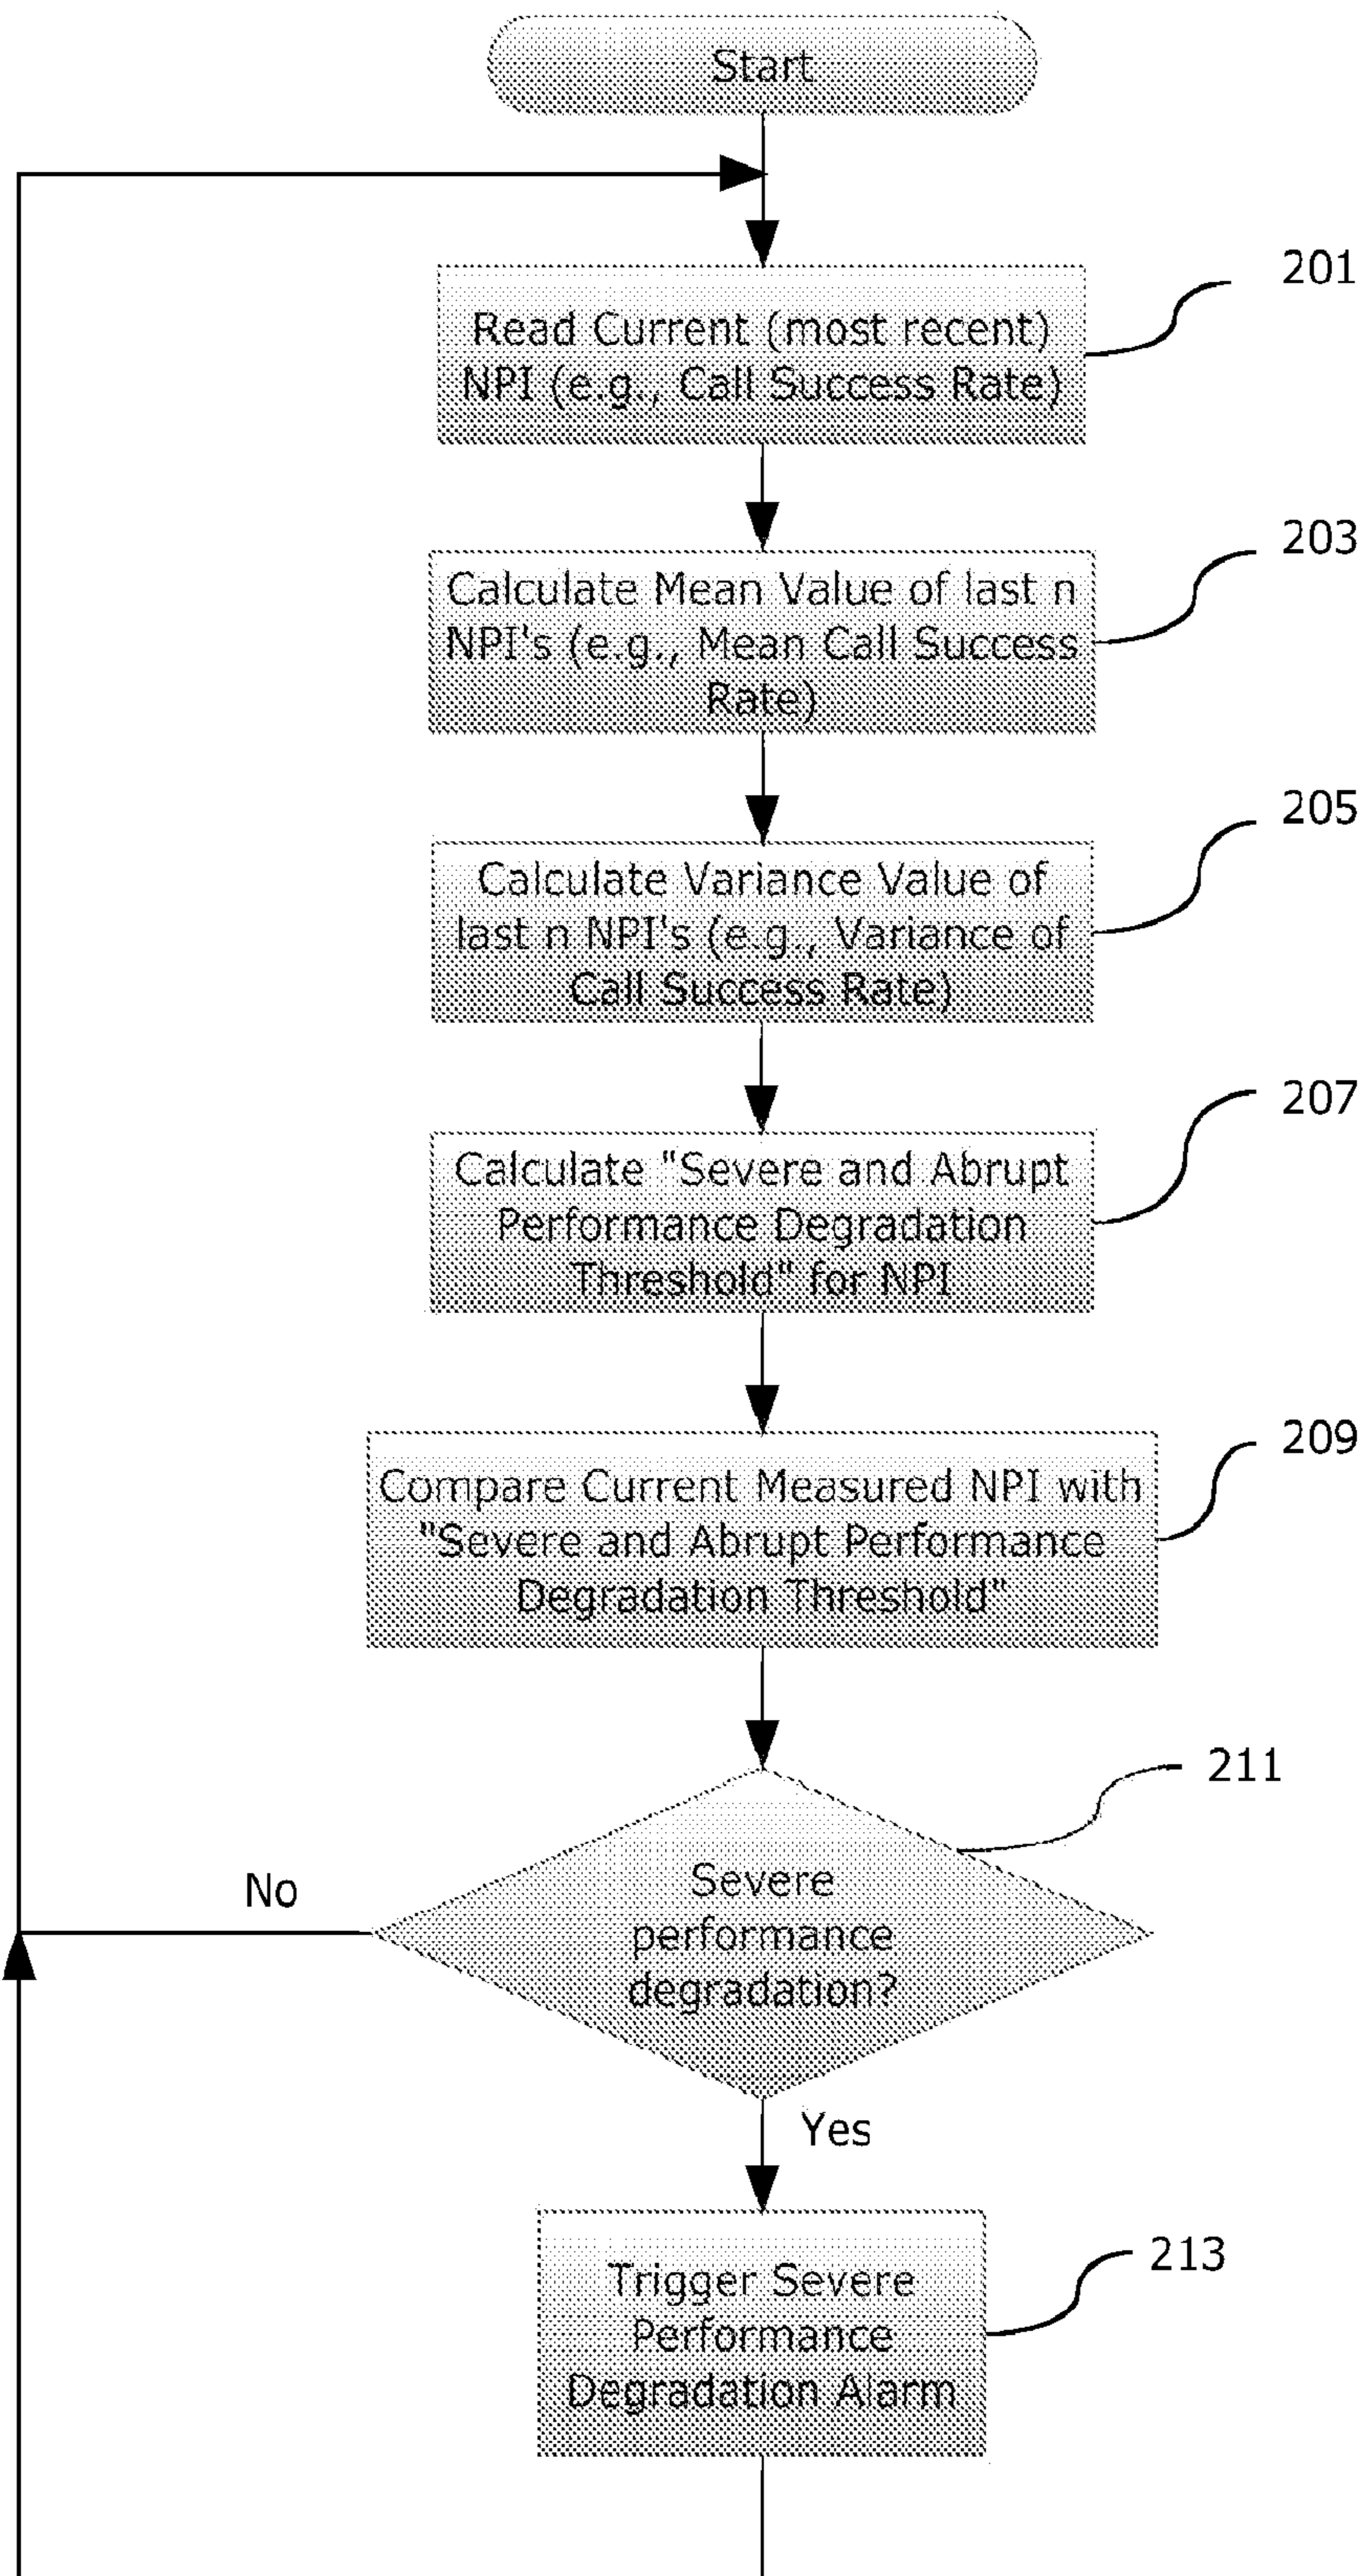 Start
201
Read Current (most recent)
NPI (e.g., Call Success Rate)
203
Calculate Mean Value of last n
NPI's (e.g., Mean Call Success
Rate)
205
Calculate Variance Value of
last n NPI's (e.g., Variance of
Call Success Rate)
207
Calculate "Severe and Abrupt
Performance Degradation
Threshold" for NPI
209
Compare Current Measured NPI with
"Severe and Abrupt Performance
Degradation Threshold"
211
Severe
performance
degradation?
No
Yes
213
Trigger Severe
Performance
Degradation Alarm